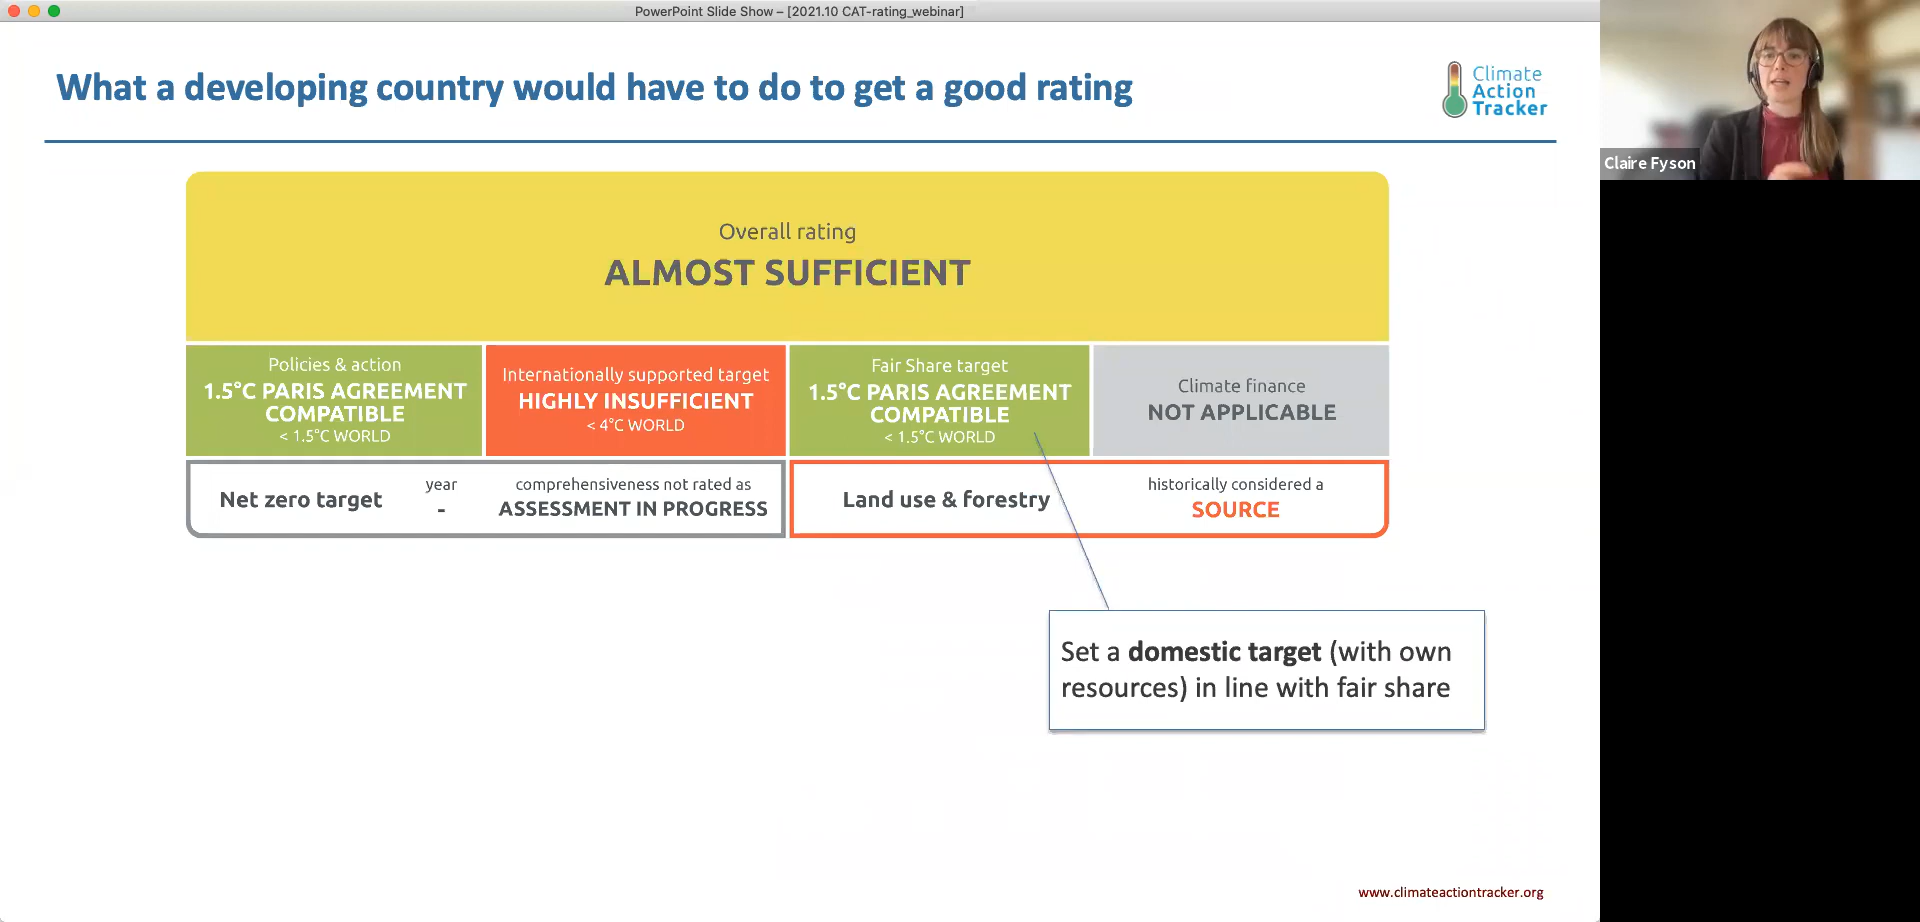 PowerPoint Slide Show – [2021.10 CAT-rating_webinar]
What a developing country would have to do to get a good rating
Climate
Action
Tracker
Claire Fyson
Overall rating
ALMOST SUFFICIENT
Policies & action
1.5°C PARIS AGREEMENT
COMPATIBLE
< 1.5°C WORLD
Internationally supported target
HIGHLY INSUFFICIENT
< 4°C WORLD
Fair Share target
1.5°C PARIS AGREEMENT
COMPATIBLE
< 1.5°C WORLD
Climate finance
NOT APPLICABLE
Net zero target
year
-
comprehensiveness not rated as
ASSESSMENT IN PROGRESS
Land use & forestry
historically considered a
SOURCE
Set a domestic target (with own
resources) in line with fair share
www.climateactiontracker.org